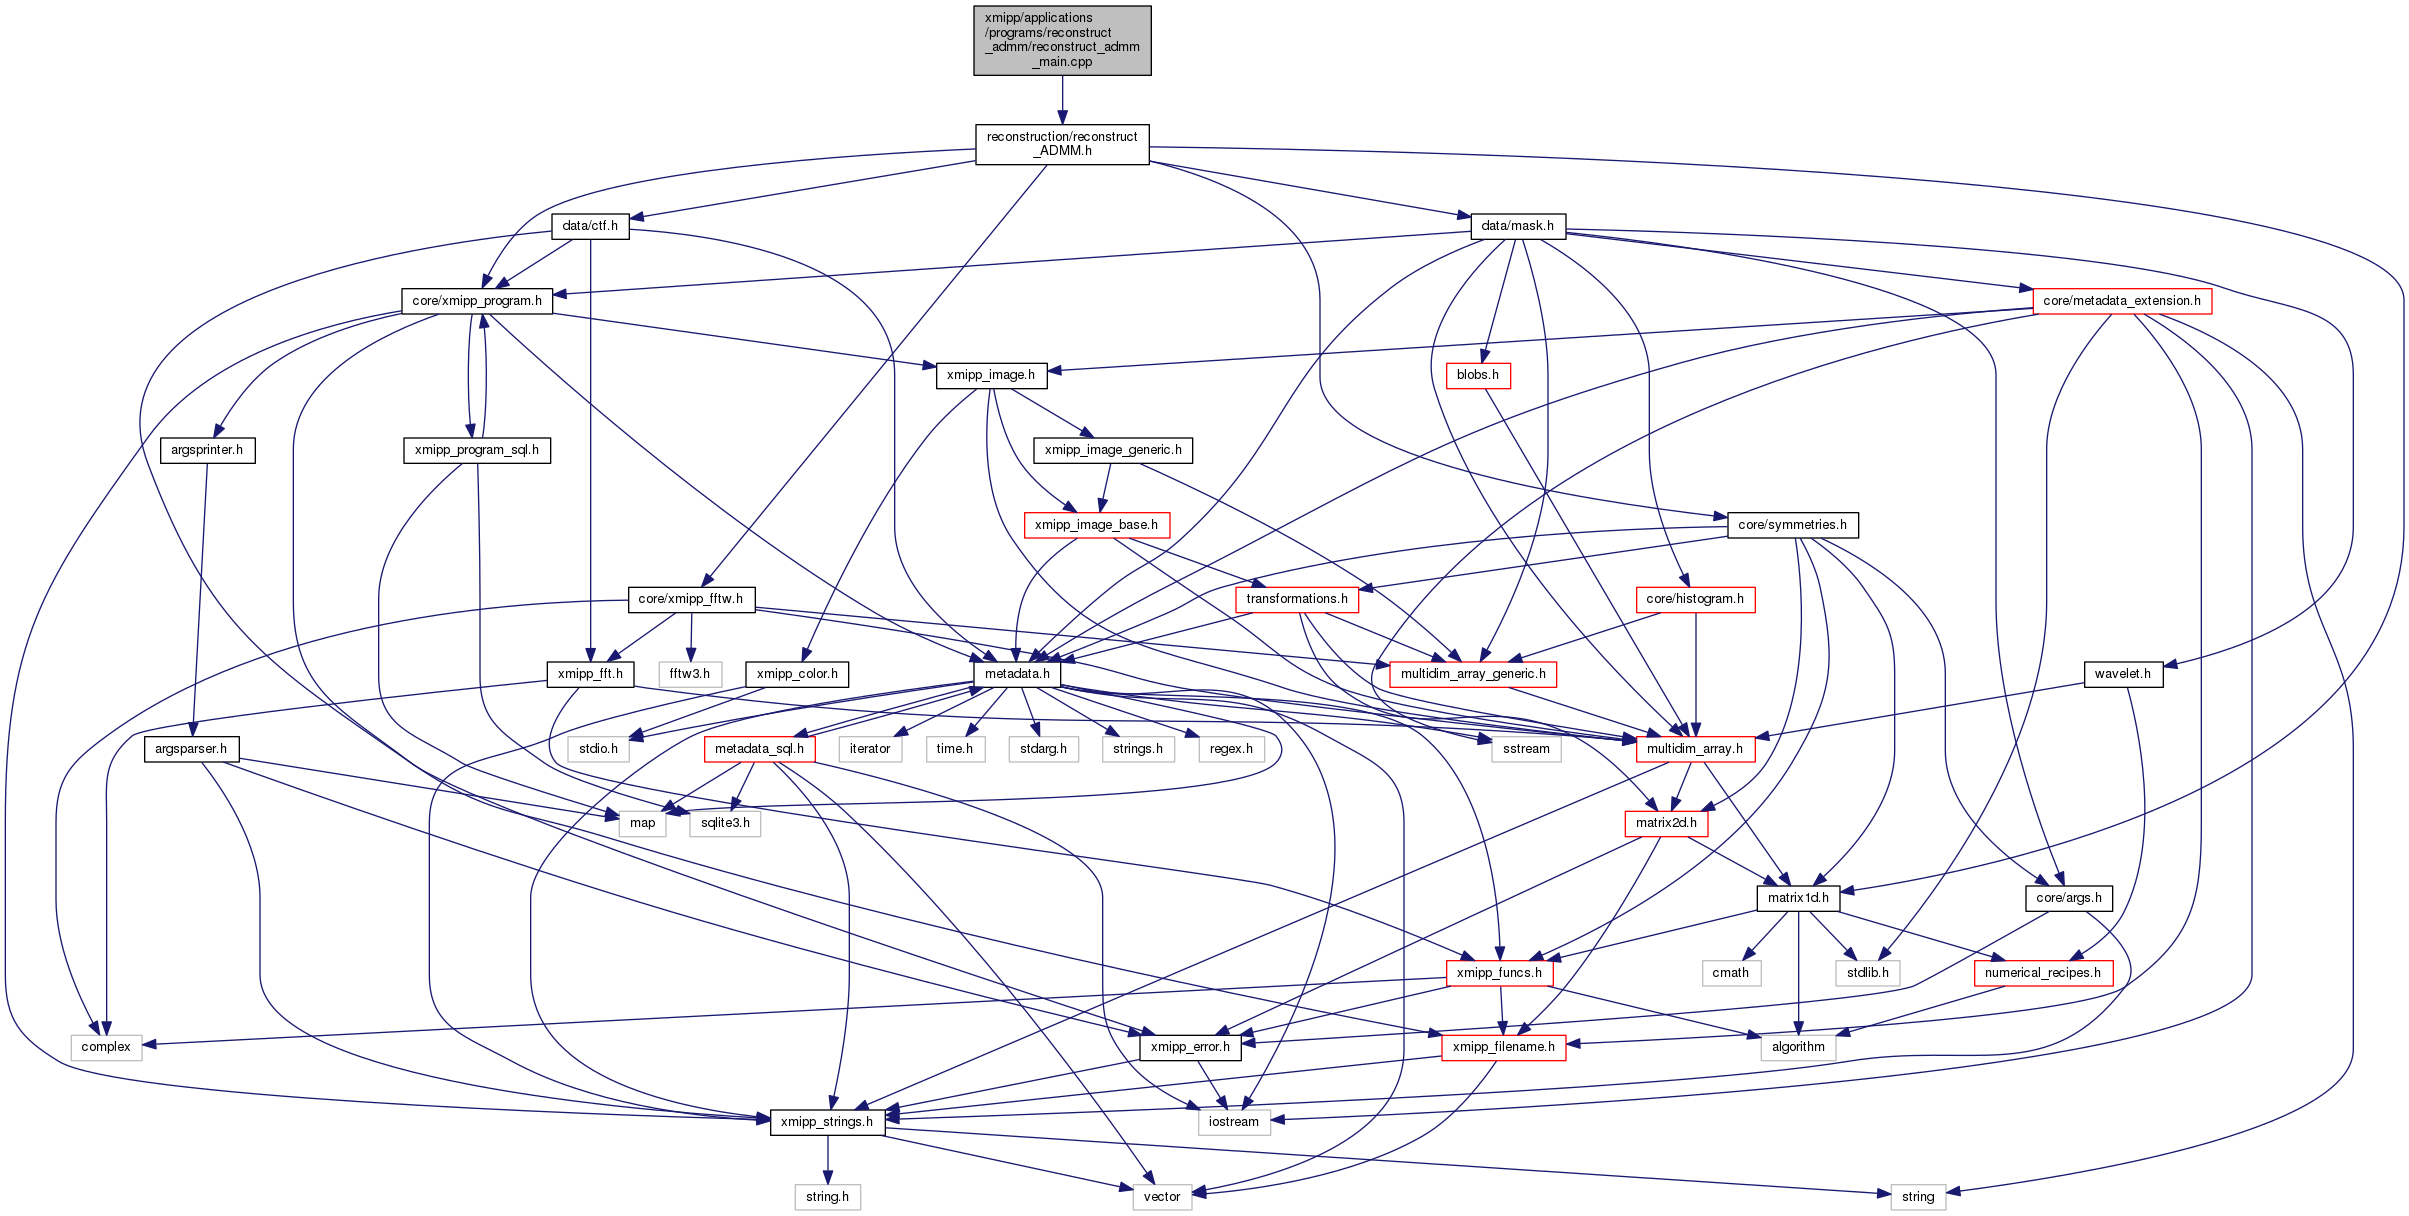 xmipp/applications
/programs/reconstruct
_admm/reconstruct_admm
_main.cpp
reconstruction/reconstruct
_ADMM.h
data/ctf.h
data/mask.h
core/xmipp_program.h
core/metadata_extension.h
xmipp_image.h
blobs.h
argsprinter.h
xmipp_program_sql.h
xmipp_image_generic.h
xmipp_image_base.h
core/symmetries.h
core/xmipp_fftw.h
transformations.h
core/histogram.h
xmipp_fft.h
fftw3.h
xmipp_color.h
metadata.h
multidim_array_generic.h
wavelet.h
argsparser.h
stdio.h
metadata_sql.h
iterator
time.h
stdarg.h
strings.h
regex.h
sstream
multidim_array.h
map
sqlite3.h
matrix2d.h
matrix1d.h
core/args.h
xmipp_funcs.h
cmath
stdlib.h
numerical_recipes.h
complex
xmipp_error.h
xmipp_filename.h
algorithm
xmipp_strings.h
iostream
string.h
vector
string